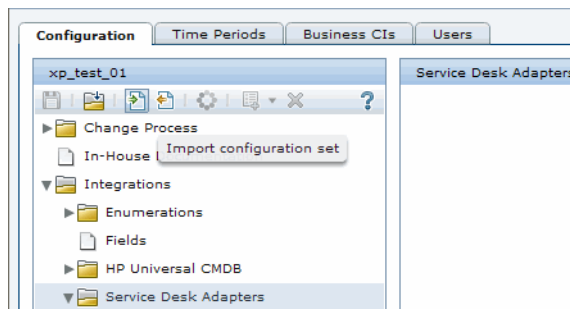 Configuration Time Periods Business CIs Users
xp_test_01 Service Desk Adapters
?
Change Process
In-House
Import configuration set
Integrations
Enumerations
Fields
HP Universal CMDB
Service Desk Adapters